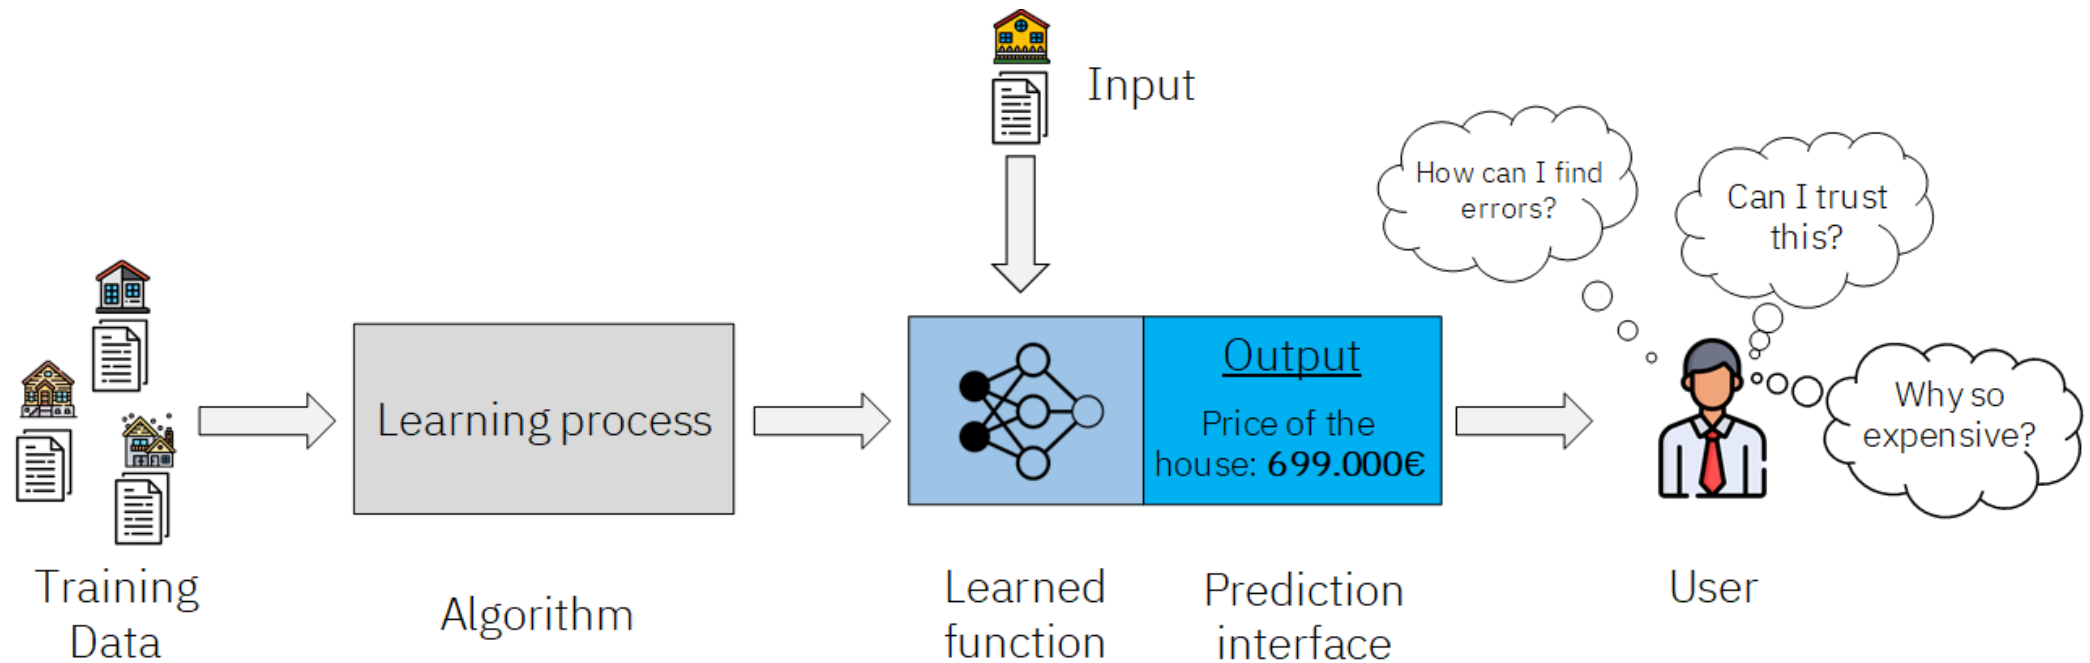 Input
How can I find
errors?
Can I trust
this?
Why so
expensive?
Learning process
Output
Price of the
house: 699.000€
Training
Data
Algorithm
Learned
function
Prediction
interface
User